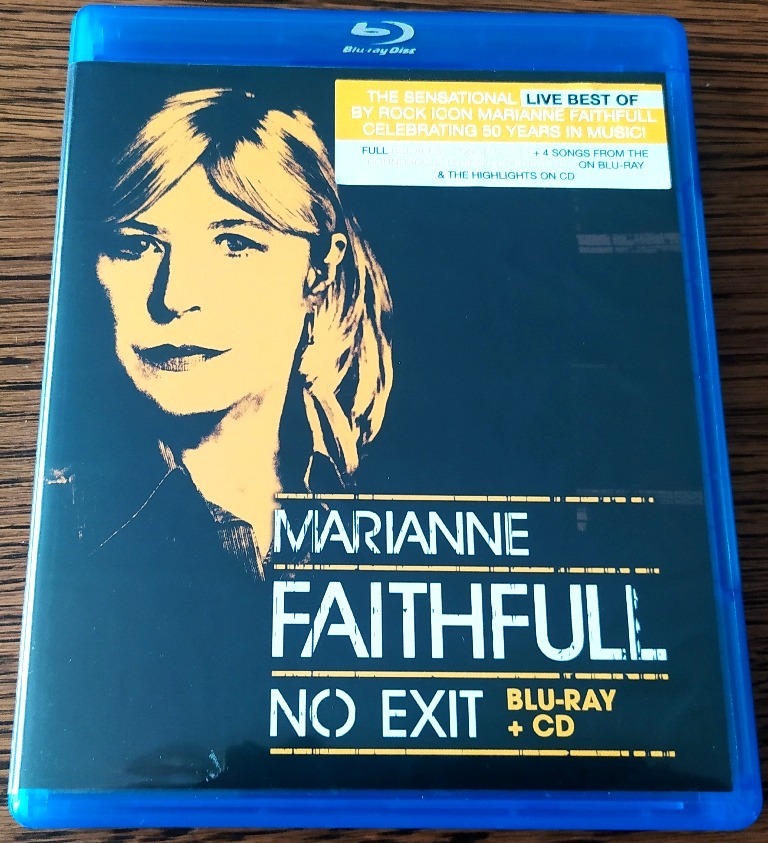 Blu-ray Disc
THE SENSATIONAL LIVE BEST OF
BY ROCK ICON MARIANNE FAITHFULL
CELEBRATING 50 YEARS IN MUSIC!
FULL + 4 SONGS FROM THE
ON BLU-RAY
& THE HIGHLIGHTS ON CD
MARIANNE
FAITHFULL
NO EXIT BLU-RAY
+ CD